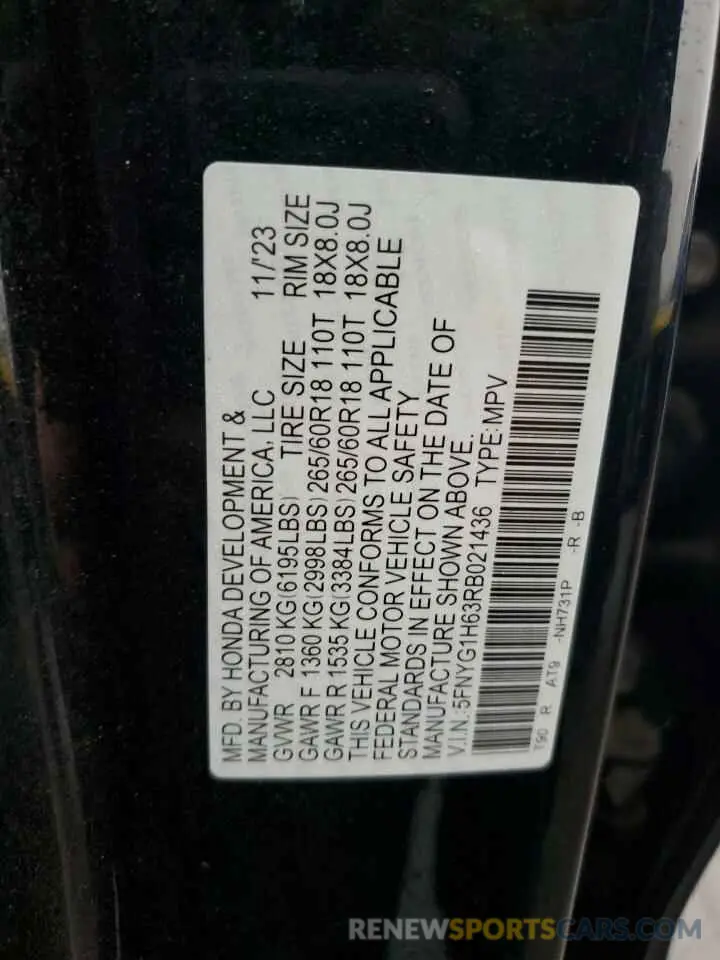 MFD. BY HONDA DEVELOPMENT &
MANUFACTURING OF AMERICA, LLC 11/'23
GVWR 2810 KG(6195LBS) TIRE SIZE RIM SIZE
GAWR F 1360 KG(2998LBS) 265/60R18 110T 18X8.0J
GAWR R 1535 KG(3384LBS) 265/60R18 110T 18X8.0J
THIS VEHICLE CONFORMS TO ALL APPLICABLE
FEDERAL MOTOR VEHICLE SAFETY
STANDARDS IN EFFECT ON THE DATE OF
MANUFACTURE SHOWN ABOVE.
V.I.N.:5FNYG1H63RB021436 TYPE:MPV
T90 R AT9 -NH731P -R -B
RENEWSPORTSCARS.COM